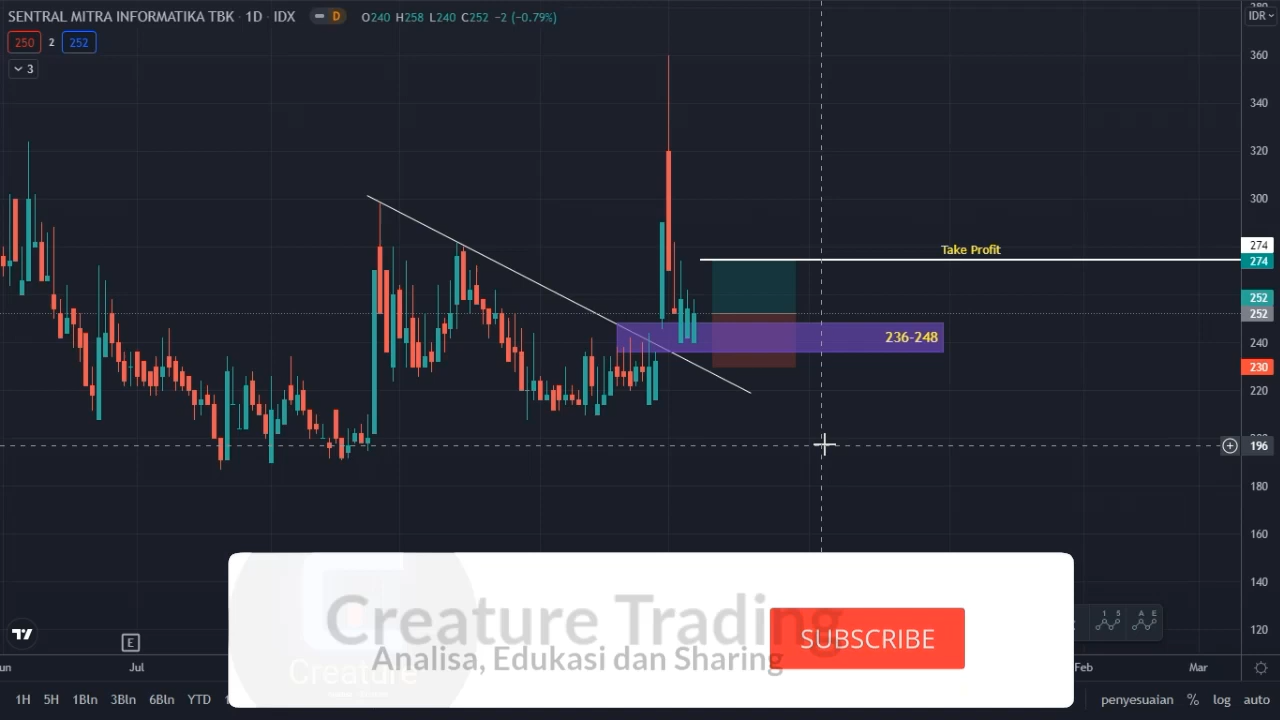 SENTRAL MITRA INFORMATIKA TBK · 1D · IDX D O240 H258 L240 C252 −2 (−0.79%)
IDR
250 2 252
3
360
340
320
300
Take Profit
274
274
252
252
236-248
240
230
220
196
180
160
140
120
E
Jul
Feb
Mar
Creature Trading
SUBSCRIBE
Analisa, Edukasi dan Sharing
Creature
1H 5H 1Bln 3Bln 6Bln YTD
penyesuaian % log auto